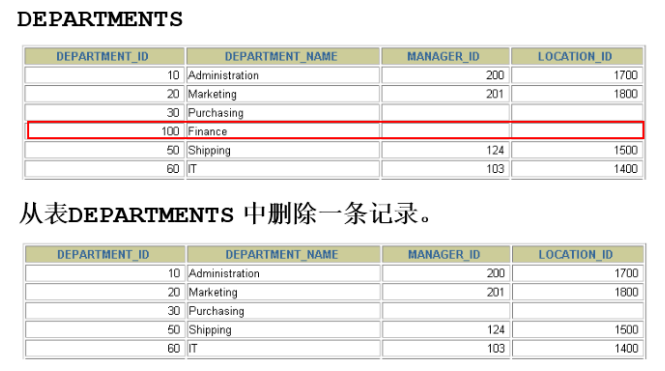 DEPARTMENTS
DEPARTMENT_ID DEPARTMENT_NAME MANAGER_ID LOCATION_ID
10 Administration 200 1700
20 Marketing 201 1800
30 Purchasing
100 Finance
50 Shipping 124 1500
60 IT 103 1400
从表DEPARTMENTS 中删除一条记录。
DEPARTMENT_ID DEPARTMENT_NAME MANAGER_ID LOCATION_ID
10 Administration 200 1700
20 Marketing 201 1800
30 Purchasing
50 Shipping 124 1500
60 IT 103 1400